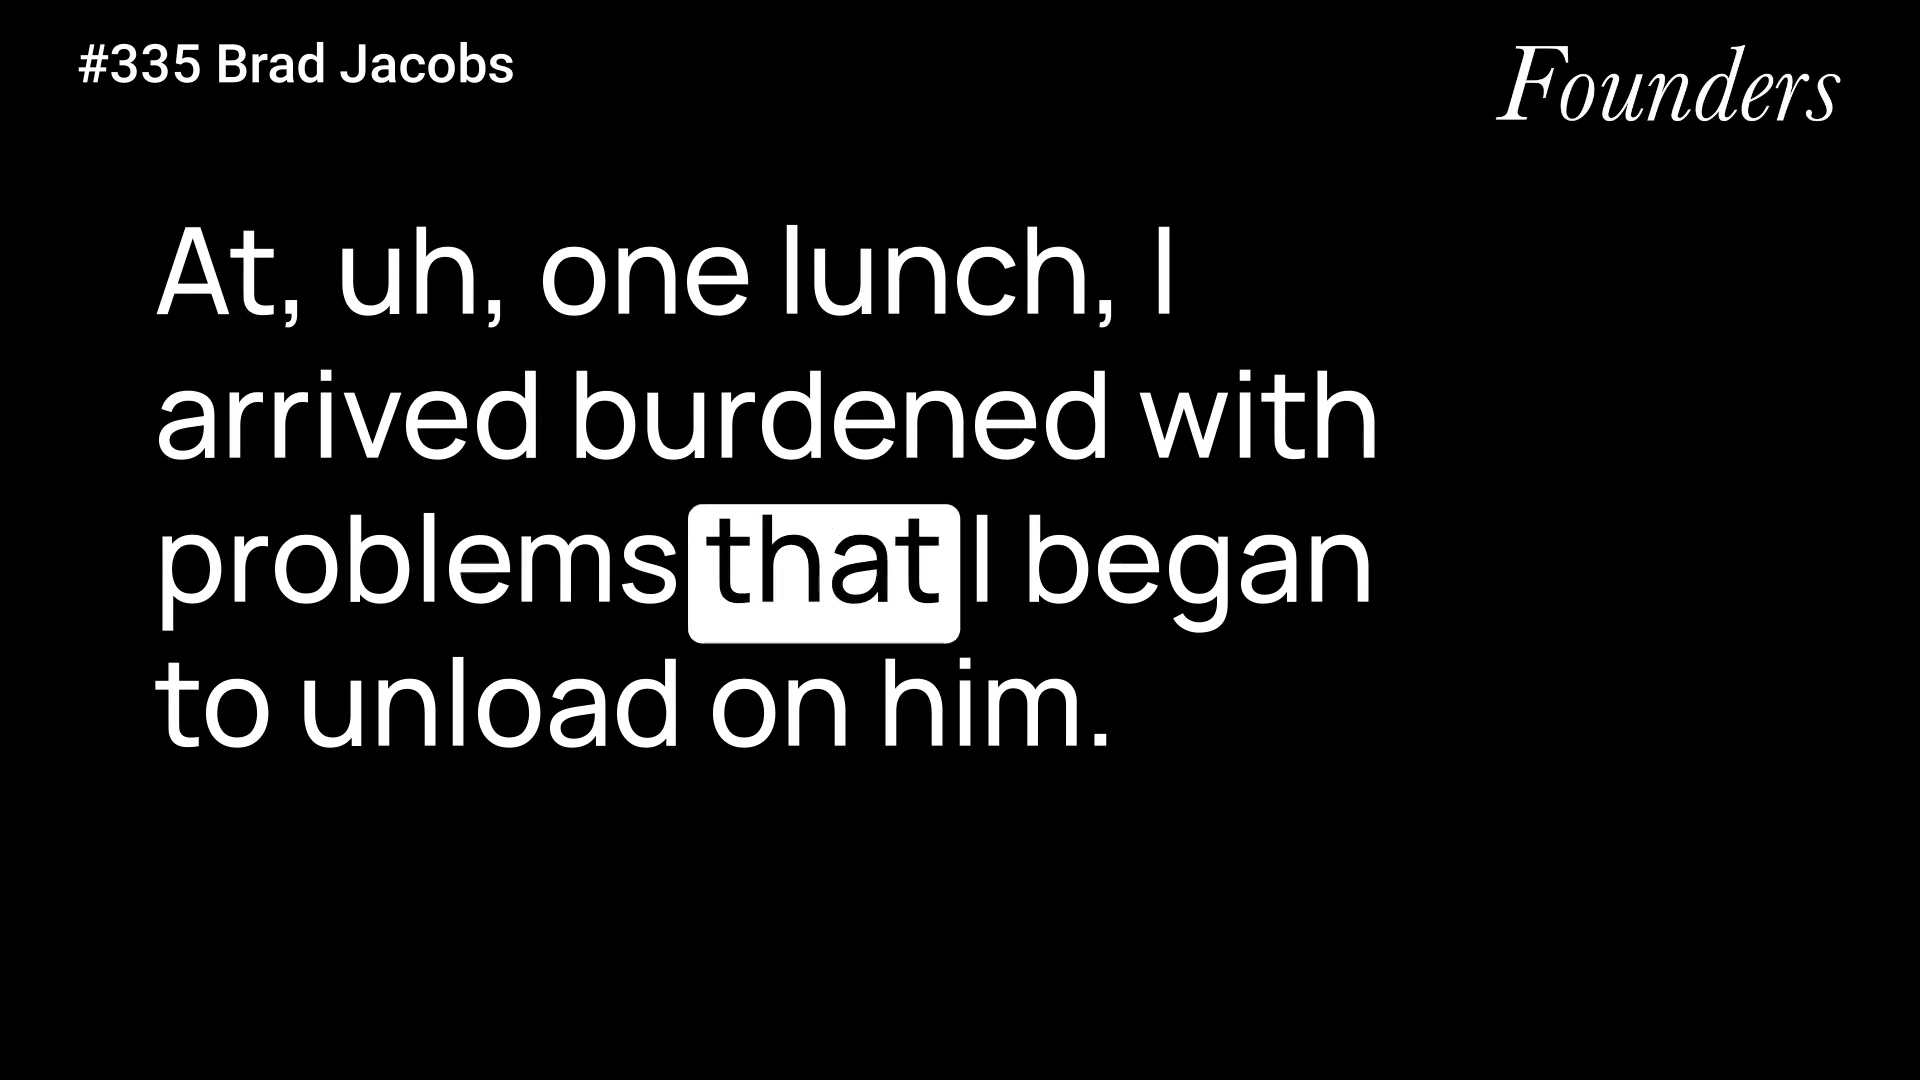 #335 Brad Jacobs
Founders
At, uh, one lunch, I
arrived burdened with
problems that I began
to unload on him.